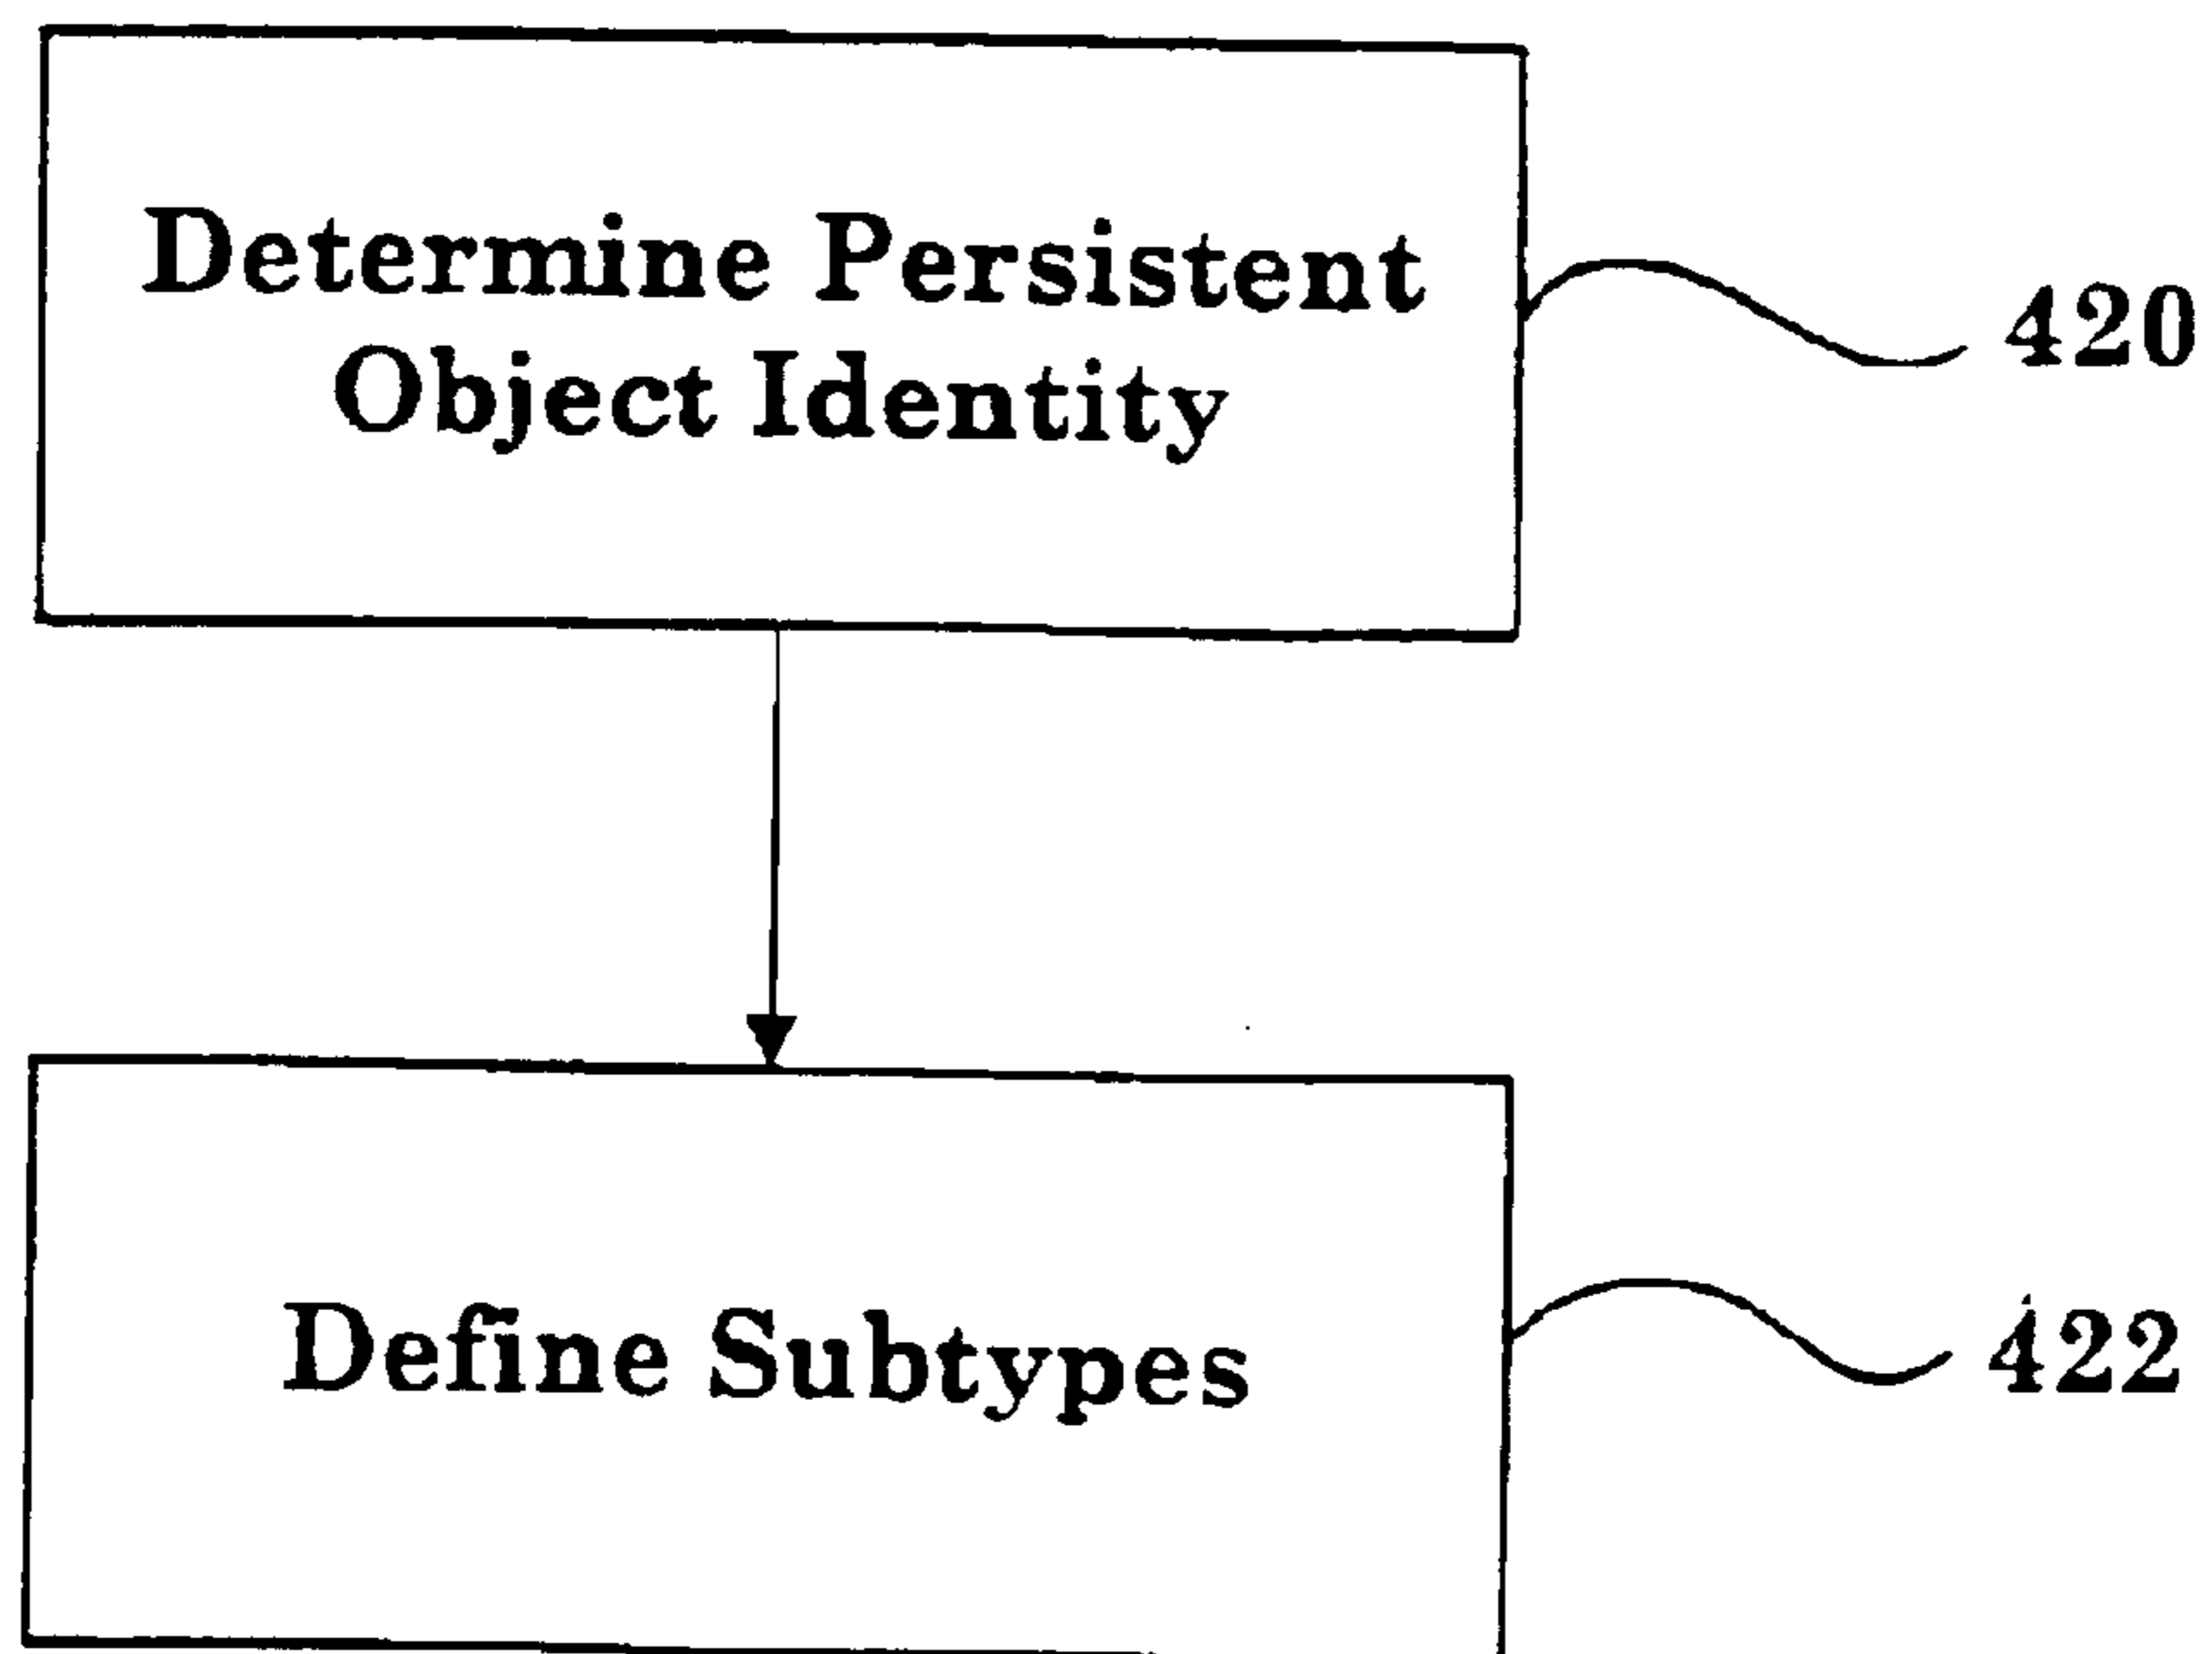 Determine Persistent
Object Identity
420
Define Subtypes
422